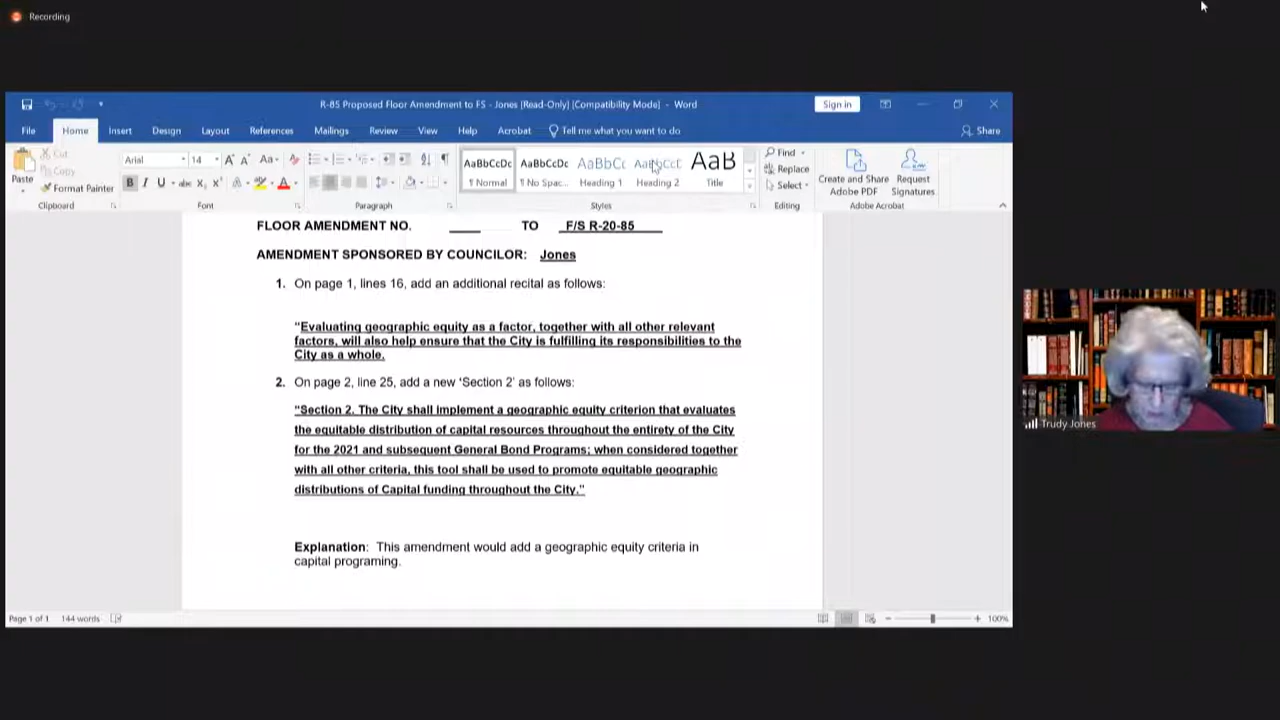 Recording
R-85 Proposed Floor Amendment to FS - Jones [Read-Only] [Compatibility Mode] - Word
Sign in
File Home Insert Design Layout References Mailings Review View Help Acrobat Tell me what you want to do Share
Paste
Cut
Copy
Format Painter
Clipboard
Arial 14
Font
Paragraph
AaBbCcDc AaBbCcDc AaBbCc AaBbCcC AaB
¶ Normal ¶ No Spac... Heading 1 Heading 2 Title
Styles
Find
Replace
Select
Editing
Create and Share Adobe PDF
Request Signatures
Adobe Acrobat
FLOOR AMENDMENT NO. ____ TO F/S R-20-85
AMENDMENT SPONSORED BY COUNCILOR: Jones
1. On page 1, lines 16, add an additional recital as follows:
"Evaluating geographic equity as a factor, together with all other relevant
factors, will also help ensure that the City is fulfilling its responsibilities to the
City as a whole.
2. On page 2, line 25, add a new ‘Section 2’ as follows:
"Section 2. The City shall implement a geographic equity criterion that evaluates
the equitable distribution of capital resources throughout the entirety of the City
for the 2021 and subsequent General Bond Programs; when considered together
with all other criteria, this tool shall be used to promote equitable geographic
distributions of Capital funding throughout the City."
Explanation: This amendment would add a geographic equity criteria in
capital programing.
Trudy Jones
Page 1 of 1 144 words 100%